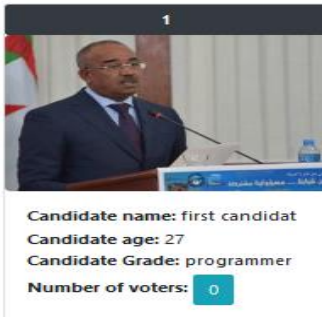 1
Candidate name: first candidat
Candidate age: 27
Candidate Grade: programmer
Number of voters: 0